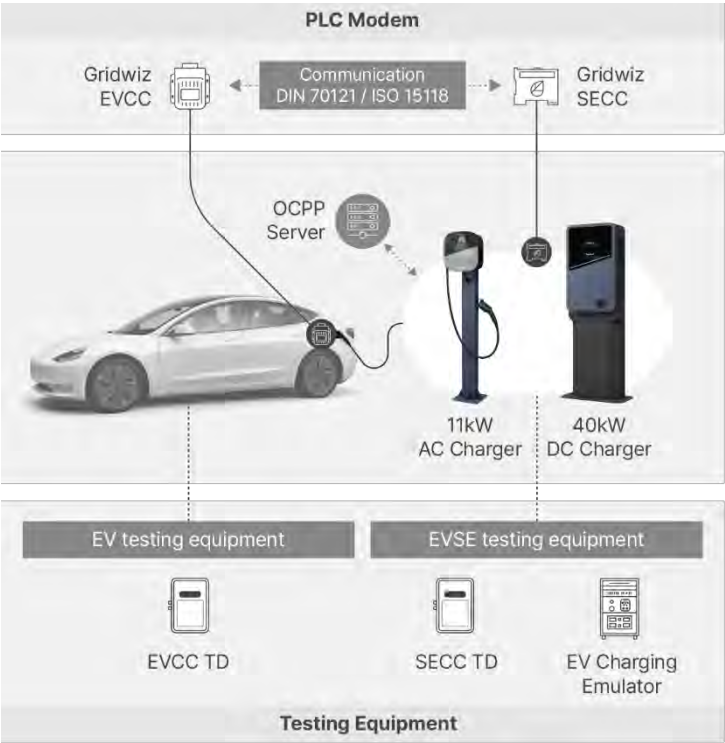 PLC Modem
Gridwiz
EVCC
Communication
DIN 70121 / ISO 15118
Gridwiz
SECC
OCPP
Server
11kW
AC Charger
40kW
DC Charger
EV testing equipment
EVSE testing equipment
EVCC TD
SECC TD
EV Charging
Emulator
Testing Equipment